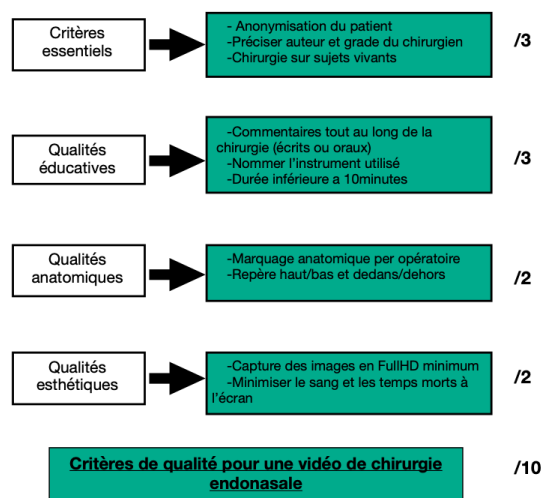 Critères
essentiels
- Anonymisation du patient
-Préciser auteur et grade du chirurgien
-Chirurgie sur sujets vivants
/3
Qualités
éducatives
-Commentaires tout au long de la
chirurgie (écrits ou oraux)
-Nommer l'instrument utilisé
-Durée inférieure a 10minutes
/3
Qualités
anatomiques
-Marquage anatomique per opératoire
-Repère haut/bas et dedans/dehors
/2
Qualités
esthétiques
-Capture des images en FullHD minimum
-Minimiser le sang et les temps morts à
l'écran
/2
Critères de qualité pour une vidéo de chirurgie
endonasale
/10